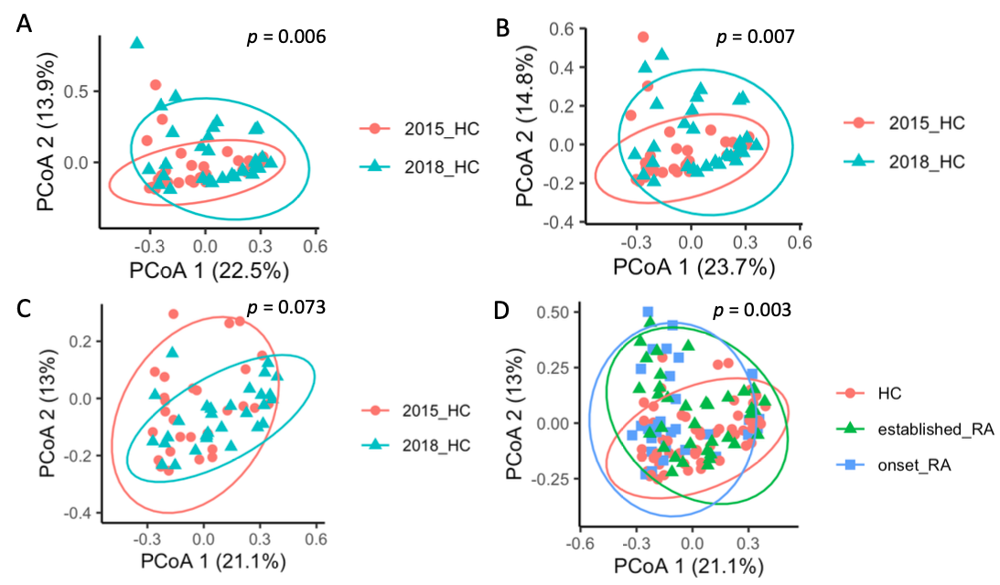 A
p = 0.006
0.5
0.0
PCoA 2 (13.9%)
-0.3 0.0 0.3 0.6
PCoA 1 (22.5%)
2015_HC
2018_HC
B
p = 0.007
0.6
0.4
0.2
0.0
-0.2
-0.4
PCoA 2 (14.8%)
-0.3 0.0 0.3 0.6
PCoA 1 (23.7%)
2015_HC
2018_HC
C
p = 0.073
0.2
0.0
-0.2
-0.4
PCoA 2 (13%)
-0.3 0.0 0.3 0.6
PCoA 1 (21.1%)
2015_HC
2018_HC
D
p = 0.003
0.50
0.25
0.00
-0.25
PCoA 2 (13%)
-0.6 -0.3 0.0 0.3
PCoA 1 (21.1%)
HC
established_RA
onset_RA